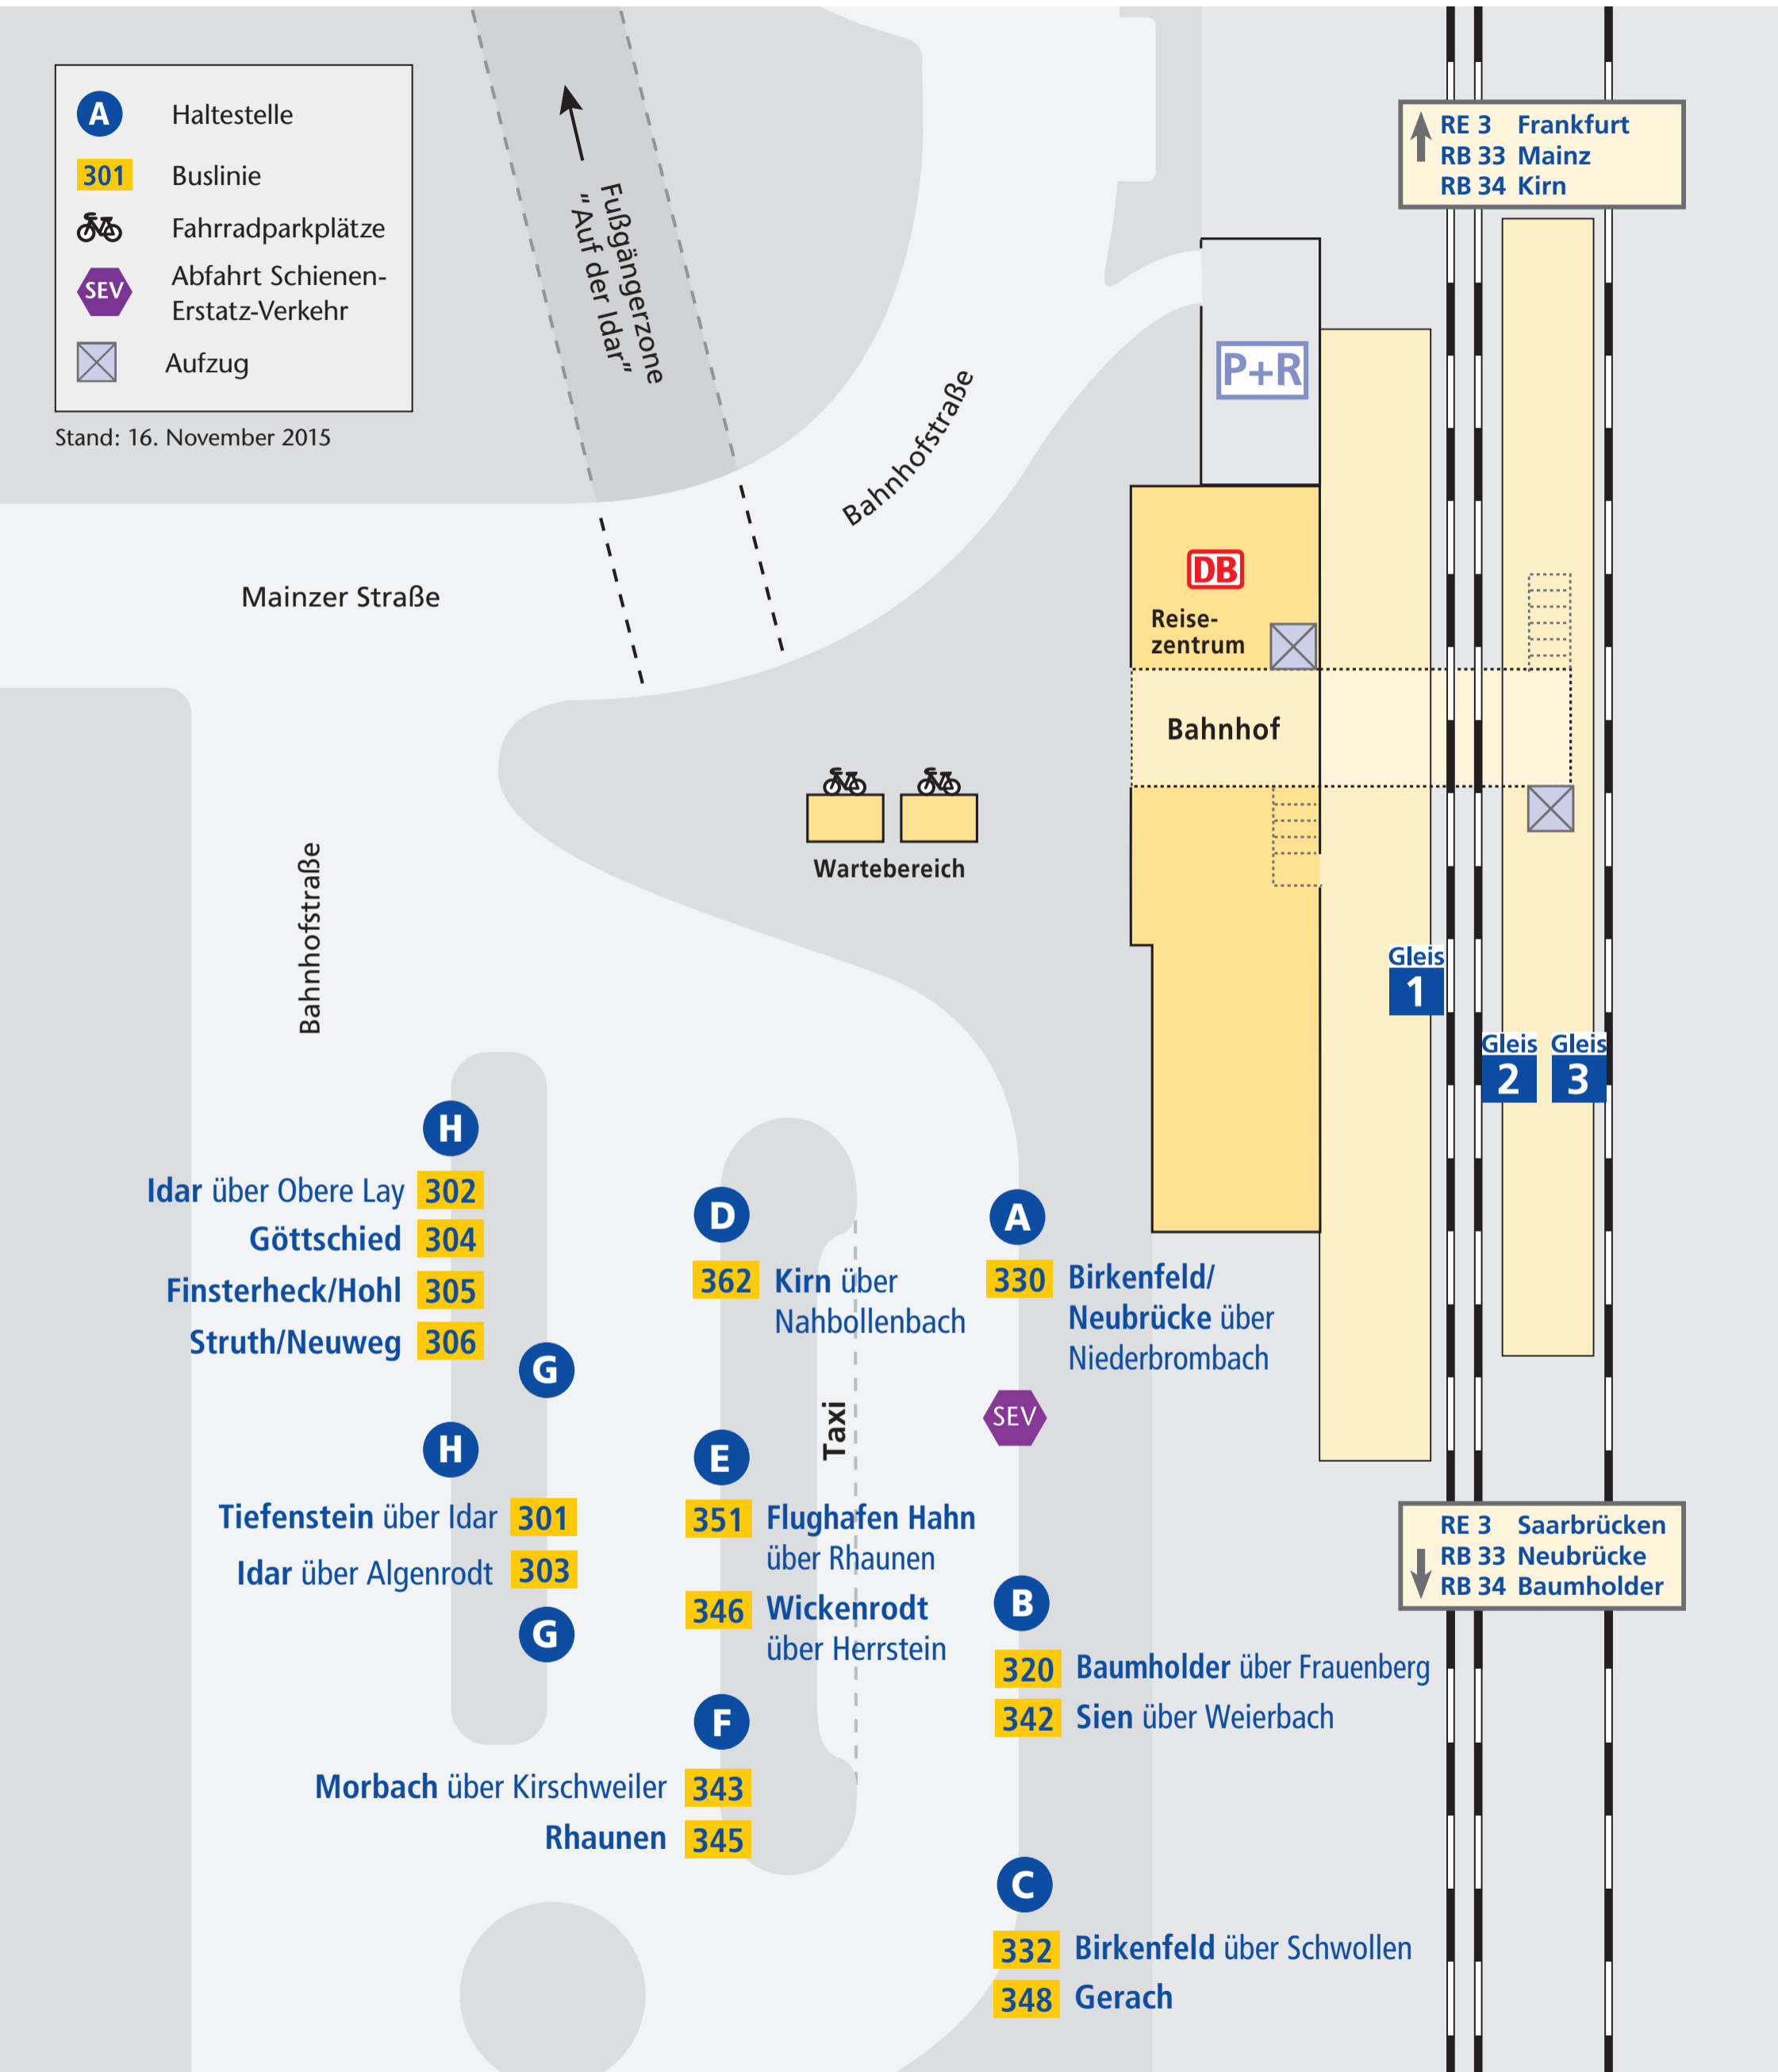 A Haltestelle
301 Buslinie
Fahrradparkplätze
SEV Abfahrt Schienen-
Erstatz-Verkehr
Aufzug
Stand: 16. November 2015
Fußgängerzone
“Auf der Idar”
Bahnhofstraße
Mainzer Straße
Bahnhofstraße
RE 3 Frankfurt
RB 33 Mainz
RB 34 Kirn
P+R
DB
Reise-
zentrum
Bahnhof
Wartebereich
Gleis
1
Gleis
2
Gleis
3
H
Idar über Obere Lay 302
Göttschied 304
Finsterheck/Hohl 305
Struth/Neuweg 306
G
H
Tiefenstein über Idar 301
Idar über Algenrodt 303
G
D
362 Kirn über
Nahbollenbach
E
351 Flughafen Hahn
über Rhaunen
346 Wickenrodt
über Herrstein
F
Morbach über Kirschweiler 343
Rhaunen 345
Taxi
A
330 Birkenfeld/
Neubrücke über
Niederbrombach
SEV
B
320 Baumholder über Frauenberg
342 Sien über Weierbach
C
332 Birkenfeld über Schwollen
348 Gerach
RE 3 Saarbrücken
RB 33 Neubrücke
RB 34 Baumholder